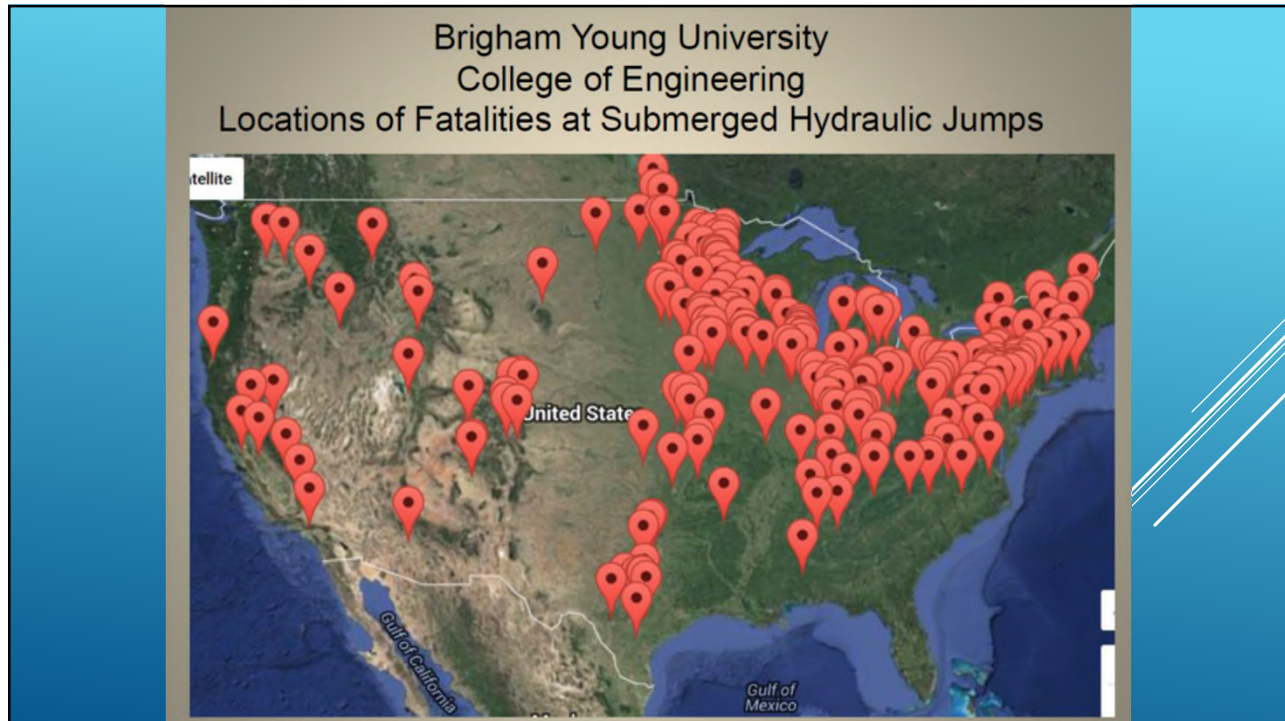 Brigham Young University
College of Engineering
Locations of Fatalities at Submerged Hydraulic Jumps
tellite
United State
Gulf of California
Gulf of
Mexico